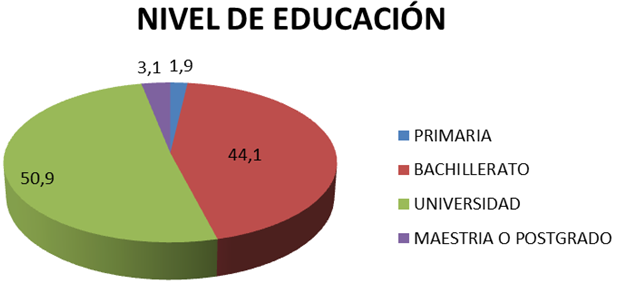 NIVEL DE EDUCACIÓN
3,1
1,9
44,1
50,9
PRIMARIA
BACHILLERATO
UNIVERSIDAD
MAESTRIA O POSTGRADO